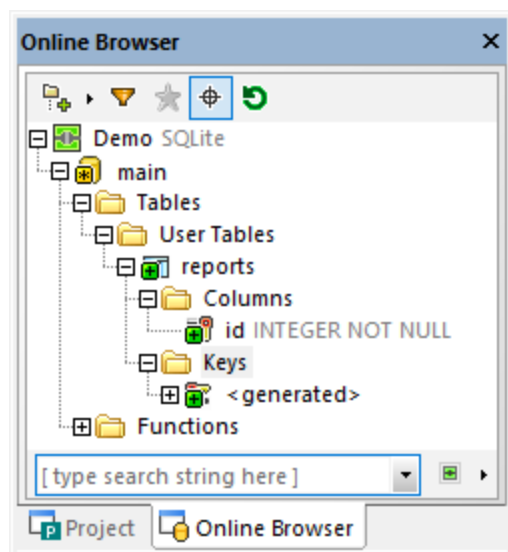 Online Browser
Demo SQLite
main
Tables
User Tables
reports
Columns
id INTEGER NOT NULL
Keys
<generated>
Functions
[ type search string here ]
P Project Online Browser